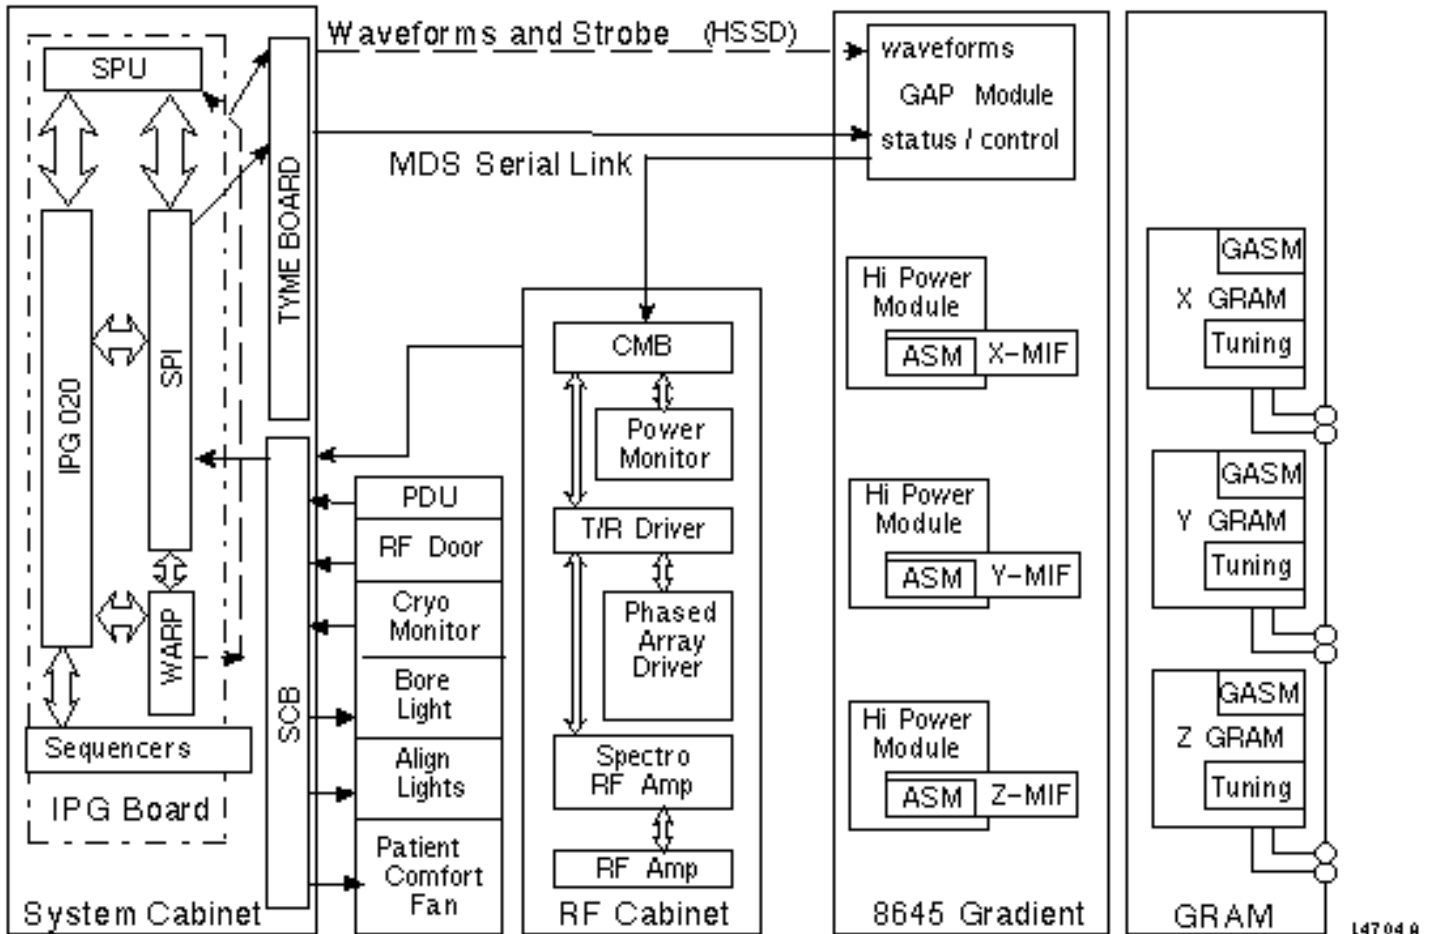 Waveforms and Strobe (HSSD)
SPU
TYME BOARD
MDS Serial Link
IPG 020
SPI
WARP
Sequencers
IPG Board
SCB
System Cabinet
PDU
RF Door
Cryo
Monitor
Bore
Light
Align
Lights
Patient
Comfort
Fan
CMB
Power
Monitor
T/R Driver
Phased
Array
Driver
Spectro
RF Amp
RF Amp
RF Cabinet
waveforms
GAP Module
status / control
Hi Power
Module
ASM
X-MIF
Hi Power
Module
ASM
Y-MIF
Hi Power
Module
ASM
Z-MIF
8645 Gradient
GASM
X GRAM
Tuning
GASM
Y GRAM
Tuning
GASM
Z GRAM
Tuning
GRAM
L4704A